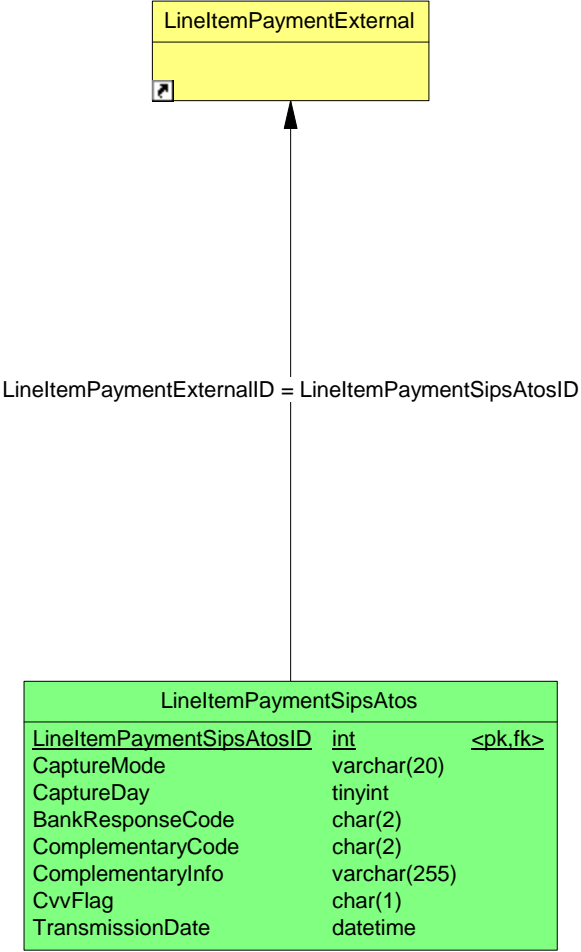 LineItemPaymentExternal
LineItemPaymentExternalID = LineItemPaymentSipsAtosID
LineItemPaymentSipsAtos
LineItemPaymentSipsAtosID int <pk,fk>
CaptureMode varchar(20)
CaptureDay tinyint
BankResponseCode char(2)
ComplementaryCode char(2)
ComplementaryInfo varchar(255)
CvvFlag char(1)
TransmissionDate datetime